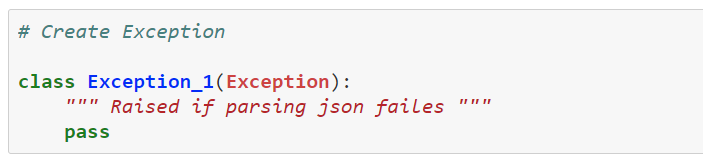 # Create Exception
class Exception_1(Exception):
    """ Raised if parsing json failes """
    pass